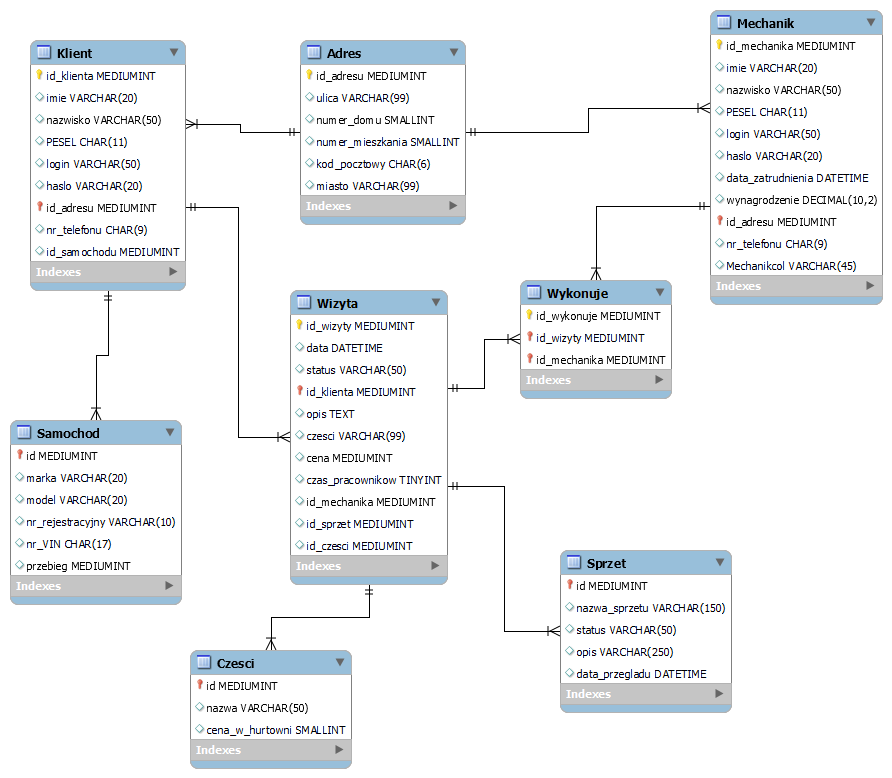 Klient
id_klienta MEDIUMINT
imie VARCHAR(20)
nazwisko VARCHAR(50)
PESEL CHAR(11)
login VARCHAR(50)
haslo VARCHAR(20)
id_adresu MEDIUMINT
nr_telefonu CHAR(9)
id_samochodu MEDIUMINT
Indexes
Adres
id_adresu MEDIUMINT
ulica VARCHAR(99)
numer_domu SMALLINT
numer_mieszkania SMALLINT
kod_pocztowy CHAR(6)
miasto VARCHAR(99)
Indexes
Mechanik
id_mechanika MEDIUMINT
imie VARCHAR(20)
nazwisko VARCHAR(50)
PESEL CHAR(11)
login VARCHAR(50)
haslo VARCHAR(20)
data_zatrudnienia DATETIME
wynagrodzenie DECIMAL(10,2)
id_adresu MEDIUMINT
nr_telefonu CHAR(9)
Mechanikcol VARCHAR(45)
Indexes
Wizyta
id_wizyty MEDIUMINT
data DATETIME
status VARCHAR(50)
id_klienta MEDIUMINT
opis TEXT
czesci VARCHAR(99)
cena MEDIUMINT
czas_pracownikow TINYINT
id_mechanika MEDIUMINT
id_sprzet MEDIUMINT
id_czesci MEDIUMINT
Indexes
Wykonuje
id_wykonuje MEDIUMINT
id_wizyty MEDIUMINT
id_mechanika MEDIUMINT
Indexes
Samochod
id MEDIUMINT
marka VARCHAR(20)
model VARCHAR(20)
nr_rejestracyjny VARCHAR(10)
nr_VIN CHAR(17)
przebieg MEDIUMINT
Indexes
Sprzet
id MEDIUMINT
nazwa_sprzetu VARCHAR(150)
status VARCHAR(50)
opis VARCHAR(250)
data_przegladu DATETIME
Indexes
Czesci
id MEDIUMINT
nazwa VARCHAR(50)
cena_w_hurtowni SMALLINT
Indexes